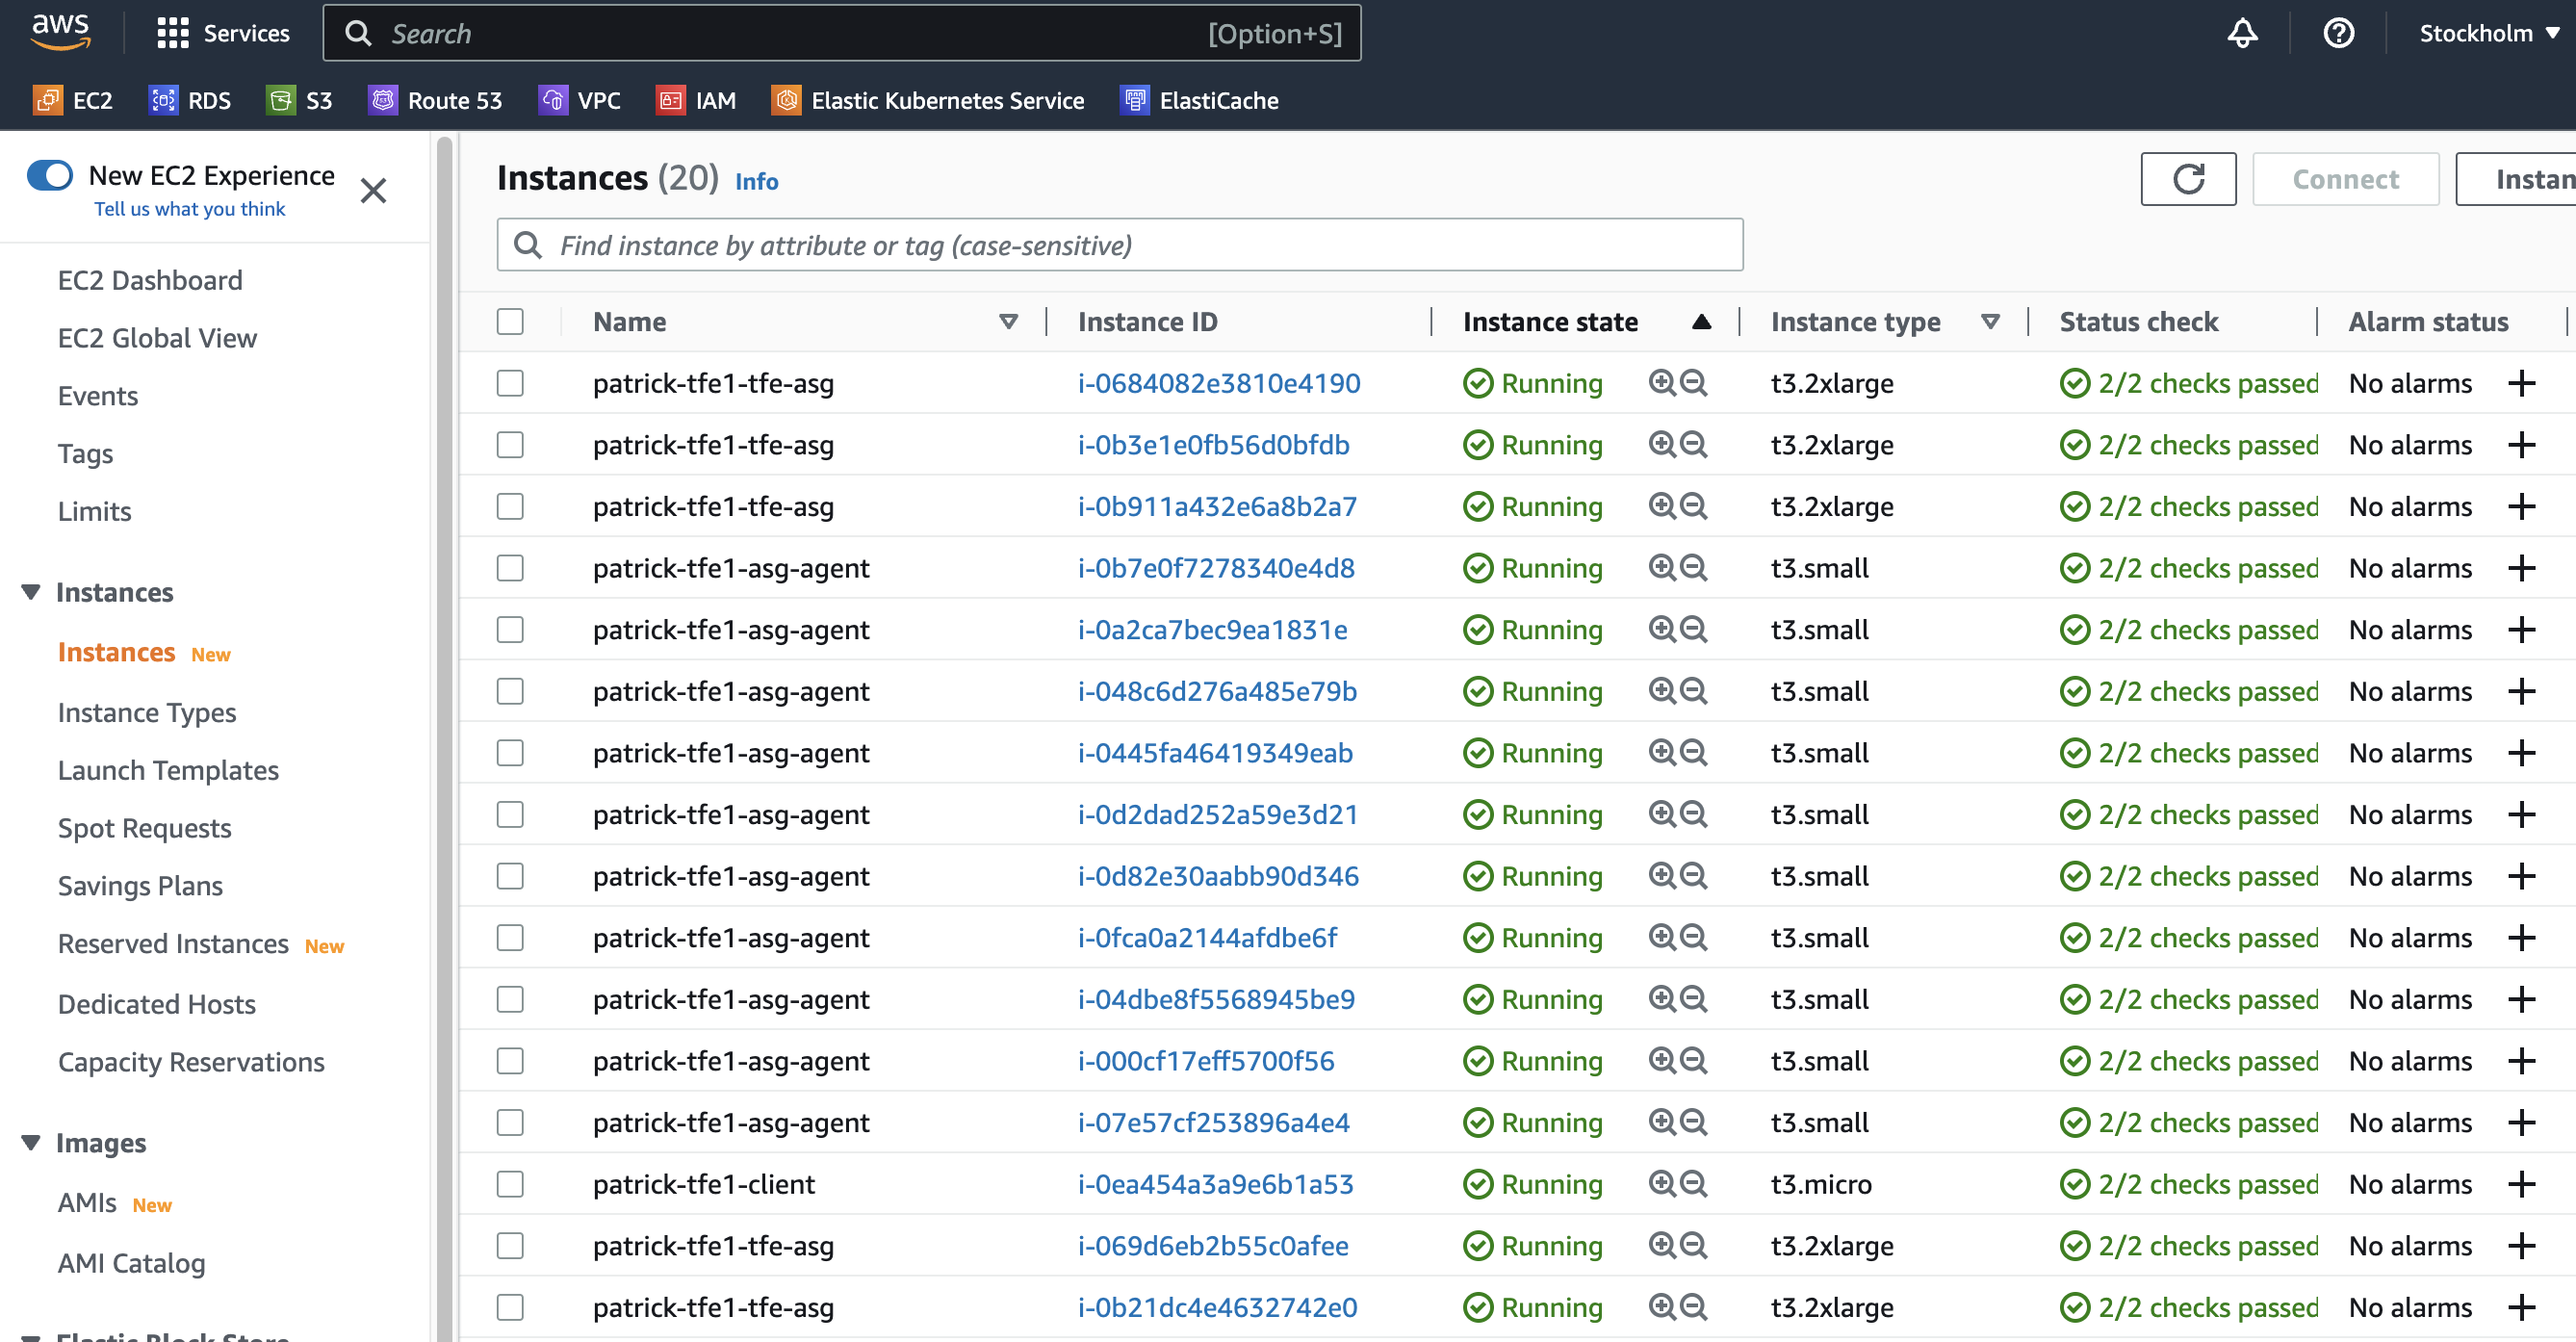 aws Services Search [Option+S] Stockholm
EC2 RDS S3 Route 53 VPC IAM Elastic Kubernetes Service ElastiCache
New EC2 Experience
Tell us what you think
EC2 Dashboard
EC2 Global View
Events
Tags
Limits
Instances
Instances New
Instance Types
Launch Templates
Spot Requests
Savings Plans
Reserved Instances New
Dedicated Hosts
Capacity Reservations
Images
AMIs New
AMI Catalog
Elastic Block Store
Instances (20) Info Connect Instan
Find instance by attribute or tag (case-sensitive)
Name Instance ID Instance state Instance type Status check Alarm status
patrick-tfe1-tfe-asg i-0684082e3810e4190 Running t3.2xlarge 2/2 checks passed No alarms
patrick-tfe1-tfe-asg i-0b3e1e0fb56d0bfdb Running t3.2xlarge 2/2 checks passed No alarms
patrick-tfe1-tfe-asg i-0b911a432e6a8b2a7 Running t3.2xlarge 2/2 checks passed No alarms
patrick-tfe1-asg-agent i-0b7e0f7278340e4d8 Running t3.small 2/2 checks passed No alarms
patrick-tfe1-asg-agent i-0a2ca7bec9ea1831e Running t3.small 2/2 checks passed No alarms
patrick-tfe1-asg-agent i-048c6d276a485e79b Running t3.small 2/2 checks passed No alarms
patrick-tfe1-asg-agent i-0445fa46419349eab Running t3.small 2/2 checks passed No alarms
patrick-tfe1-asg-agent i-0d2dad252a59e3d21 Running t3.small 2/2 checks passed No alarms
patrick-tfe1-asg-agent i-0d82e30aabb90d346 Running t3.small 2/2 checks passed No alarms
patrick-tfe1-asg-agent i-0fca0a2144afdbe6f Running t3.small 2/2 checks passed No alarms
patrick-tfe1-asg-agent i-04dbe8f5568945be9 Running t3.small 2/2 checks passed No alarms
patrick-tfe1-asg-agent i-000cf17eff5700f56 Running t3.small 2/2 checks passed No alarms
patrick-tfe1-asg-agent i-07e57cf253896a4e4 Running t3.small 2/2 checks passed No alarms
patrick-tfe1-client i-0ea454a3a9e6b1a53 Running t3.micro 2/2 checks passed No alarms
patrick-tfe1-tfe-asg i-069d6eb2b55c0afee Running t3.2xlarge 2/2 checks passed No alarms
patrick-tfe1-tfe-asg i-0b21dc4e4632742e0 Running t3.2xlarge 2/2 checks passed No alarms